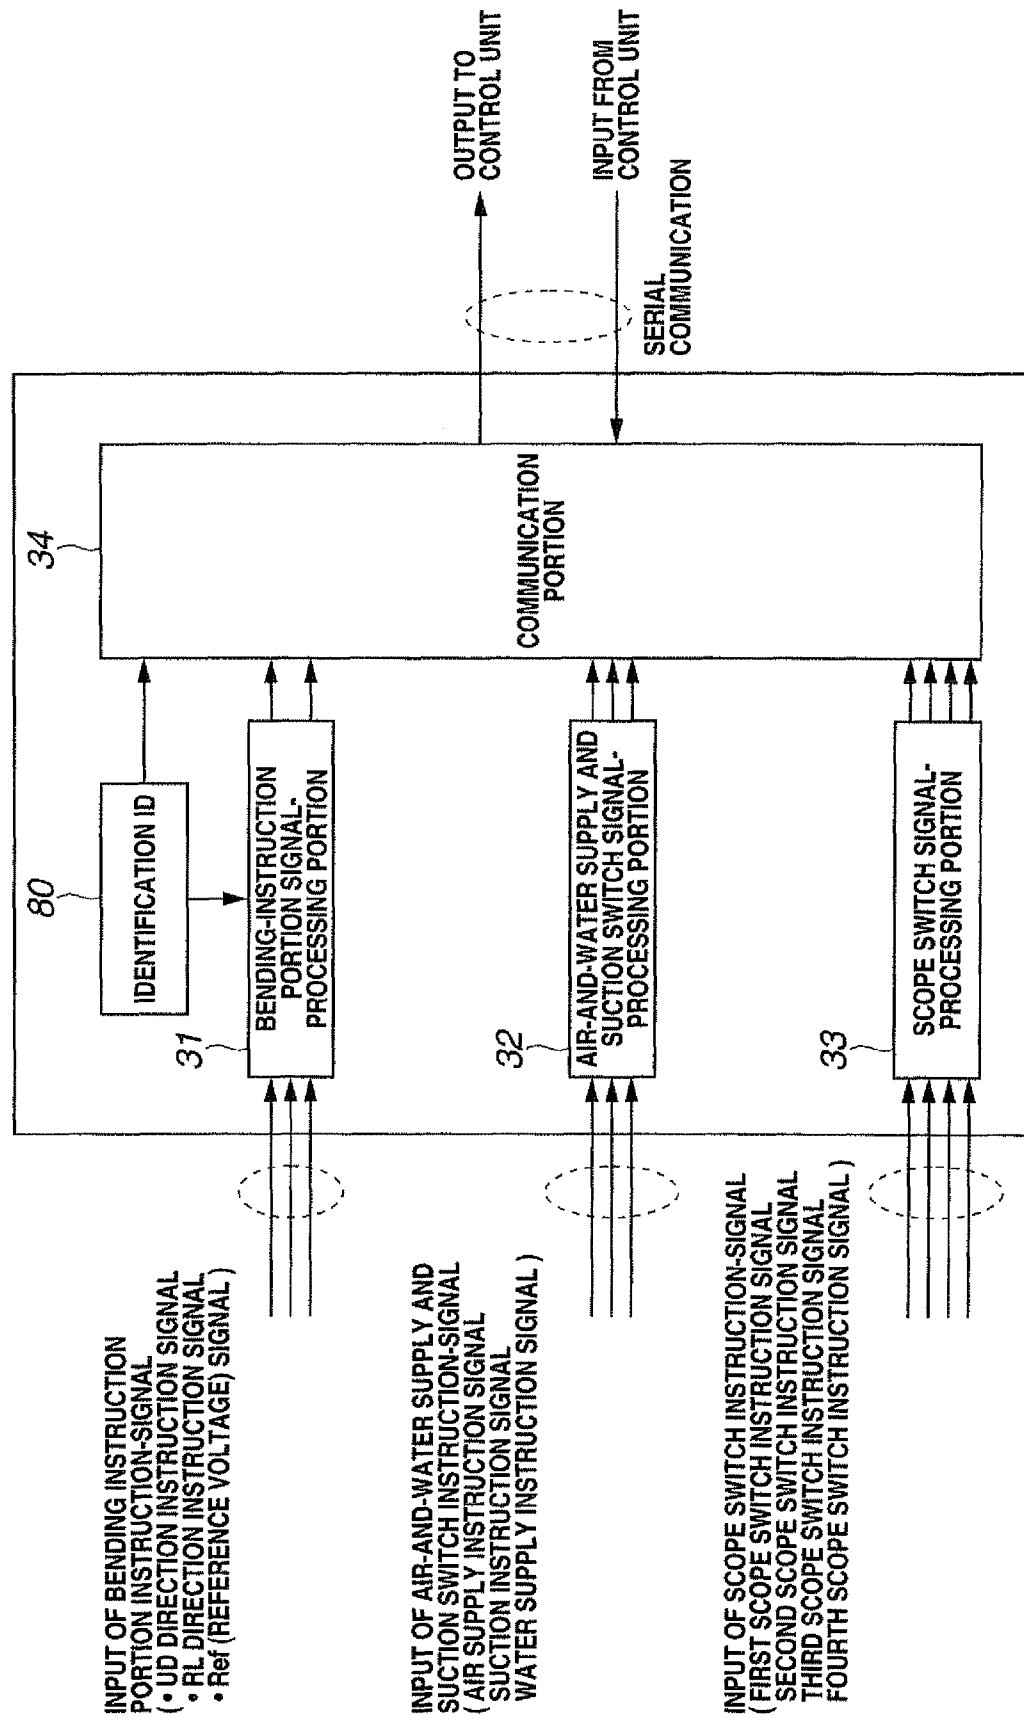 INPUT OF BENDING INSTRUCTION
PORTION INSTRUCTION-SIGNAL
( • UD DIRECTION INSTRUCTION SIGNAL
• RL DIRECTION INSTRUCTION SIGNAL
• Ref (REFERENCE VOLTAGE) SIGNAL )
INPUT OF AIR-AND-WATER SUPPLY AND
SUCTION SWITCH INSTRUCTION-SIGNAL
( AIR SUPPLY INSTRUCTION SIGNAL
SUCTION INSTRUCTION SIGNAL
WATER SUPPLY INSTRUCTION SIGNAL )
INPUT OF SCOPE SWITCH INSTRUCTION-SIGNAL
( FIRST SCOPE SWITCH INSTRUCTION SIGNAL
SECOND SCOPE SWITCH INSTRUCTION SIGNAL
THIRD SCOPE SWITCH INSTRUCTION SIGNAL
FOURTH SCOPE SWITCH INSTRUCTION SIGNAL )
80
IDENTIFICATION ID
31
BENDING-INSTRUCTION
PORTION SIGNAL-
PROCESSING PORTION
32
AIR-AND-WATER SUPPLY AND
SUCTION SWITCH SIGNAL-
PROCESSING PORTION
33
SCOPE SWITCH SIGNAL-
PROCESSING PORTION
34
COMMUNICATION
PORTION
OUTPUT TO
CONTROL UNIT
INPUT FROM
CONTROL UNIT
SERIAL
COMMUNICATION